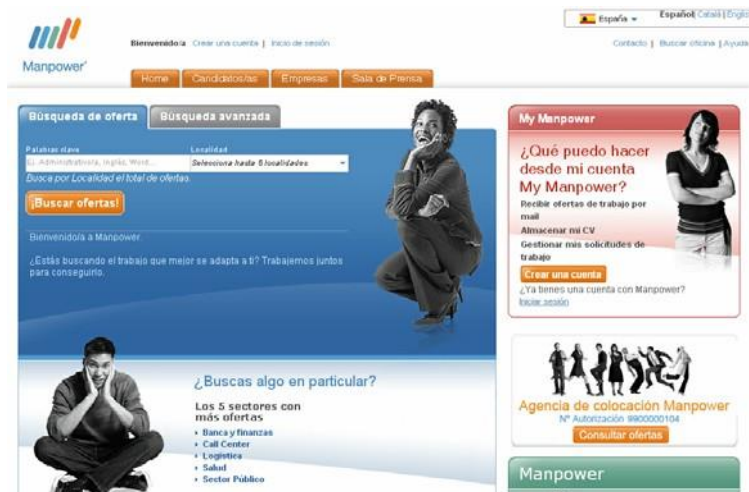 España
Español| Català | English
Manpower
Bienvenido/a Crear una cuenta | Inicio de sesión
Contacto | Buscar oficina | Ayuda
Home
Candidatos/as
Empresas
Sala de Prensa
Búsqueda de oferta
Búsqueda avanzada
Palabras clave
Localidad
Ej. Administrativo/a, Inglés, Word...
Selecciona hasta 5 localidades
Busca por Localidad el total de ofertas.
¡Buscar ofertas!
Bienvenido/a a Manpower.
¿Estás buscando el trabajo que mejor se adapta a ti? Trabajemos juntos
para conseguirlo.
¿Buscas algo en particular?
Los 5 sectores con
más ofertas
Banca y finanzas
Call Center
Logística
Salud
Sector Público
My Manpower
¿Qué puedo hacer
desde mi cuenta
My Manpower?
Recibir ofertas de trabajo por
mail
Almacenar mi CV
Gestionar mis solicitudes de
trabajo
Crear una cuenta
¿Ya tienes una cuenta con Manpower?
Iniciar sesión
Agencia de colocación Manpower
Nº Autorización 9900000104
Consultar ofertas
Manpower